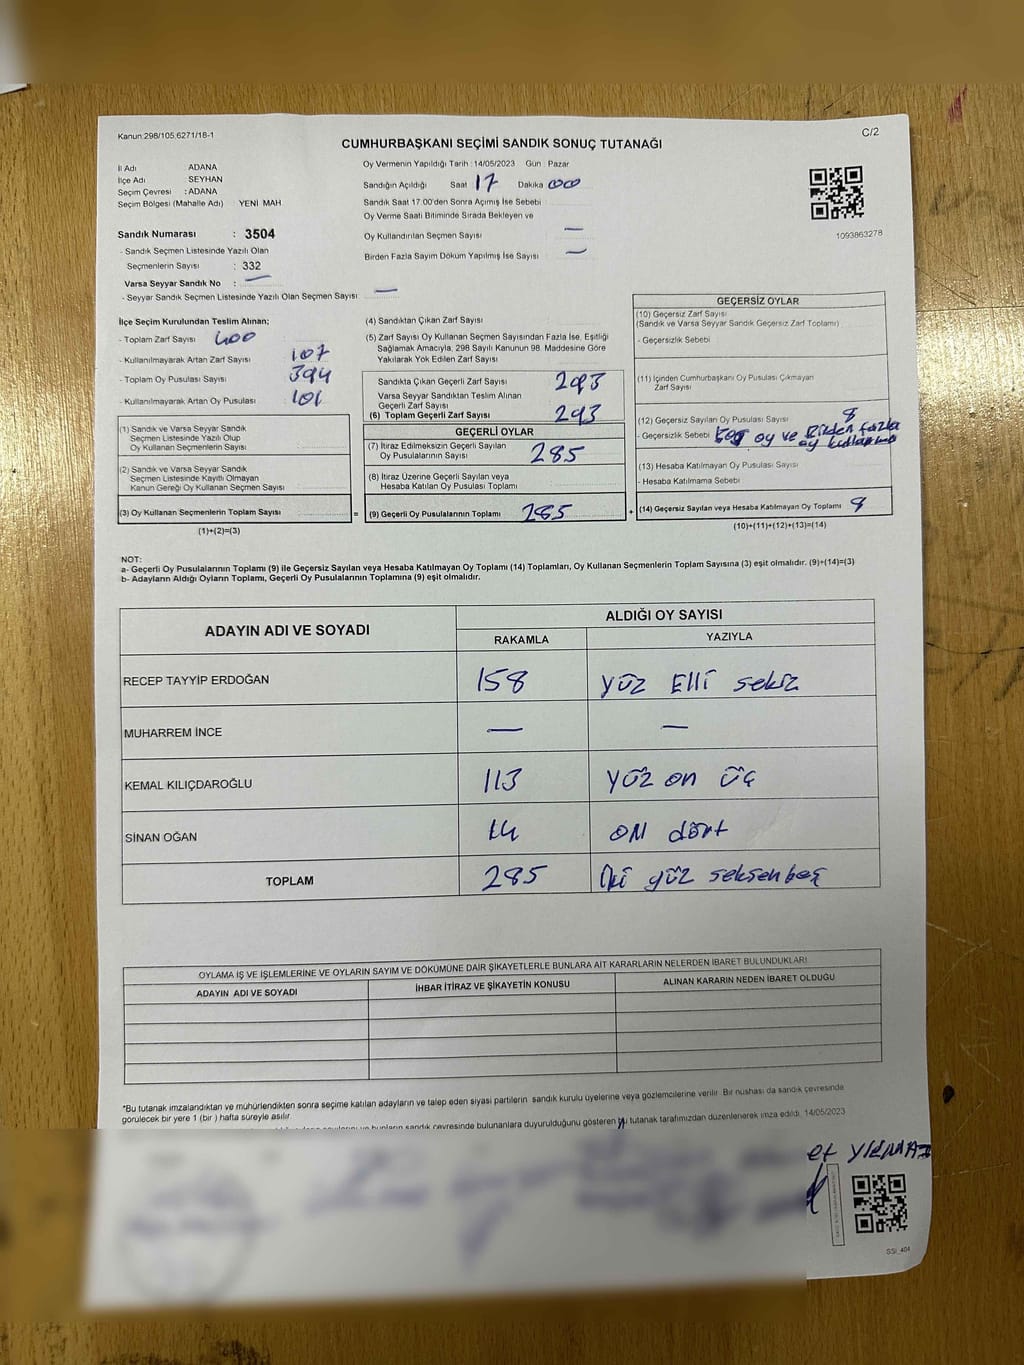 Kanun 298/105,6271/18-1
C/2
CUMHURBAŞKANI SEÇİMİ SANDIK SONUÇ TUTANAĞI
İl Adı ADANA
İlçe Adı : SEYHAN
Seçim Çevresi : ADANA
Seçim Bölgesi (Mahalle Adı) YENİ MAH
Oy Vermenin Yapıldığı Tarih : 14/05/2023 Gün : Pazar
Sandığın Açıldığı Saat 17 Dakika 00
Sandık Saat 17.00'den Sonra Açımış İse Sebebi
Oy Verme Saati Bitiminde Sırada Bekleyen ve
Oy Kullandırılan Seçmen Sayısı —
Birden Fazla Sayım Döküm Yapılmış İse Sayısı —
1093863278
Sandık Numarası : 3504
- Sandık Seçmen Listesinde Yazılı Olan
Seçmenlerin Sayısı : 332
Varsa Seyyar Sandık No : —
- Seyyar Sandık Seçmen Listesinde Yazılı Olan Seçmen Sayısı —
İlçe Seçim Kurulundan Teslim Alınan;
- Toplam Zarf Sayısı 400
- Kullanılmayarak Artan Zarf Sayısı 107
- Toplam Oy Pusulası Sayısı 394
- Kullanılmayarak Artan Oy Pusulası 101
(1) Sandık ve Varsa Seyyar Sandık
Seçmen Listesinde Yazılı Olup
Oy Kullanan Seçmenlerin Sayısı
(2) Sandık ve Varsa Seyyar Sandık
Seçmen Listesinde Kayıtlı Olmayan
Kanun Gereği Oy Kullanan Seçmen Sayısı
(3) Oy Kullanan Seçmenlerin Toplam Sayısı
(1)+(2)=(3)
(4) Sandıktan Çıkan Zarf Sayısı
(5) Zarf Sayısı Oy Kullanan Seçmen Sayısından Fazla İse, Eşitliği
Sağlamak Amacıyla, 298 Sayılı Kanunun 98. Maddesine Göre
Yakılarak Yok Edilen Zarf Sayısı
Sandıkta Çıkan Geçerli Zarf Sayısı 293
Varsa Seyyar Sandıktan Teslim Alınan
Geçerli Zarf Sayısı
(6) Toplam Geçerli Zarf Sayısı 293
GEÇERLİ OYLAR
(7) İtiraz Edilmeksizin Geçerli Sayılan
Oy Pusulalarının Sayısı 285
(8) İtiraz Üzerine Geçerli Sayılan veya
Hesaba Katılan Oy Pusulası Toplamı
= (9) Geçerli Oy Pusulalarının Toplamı 285 +
GEÇERSİZ OYLAR
(10) Geçersiz Zarf Sayısı
(Sandık ve Varsa Seyyar Sandık Geçersiz Zarf Toplamı)
- Geçersizlik Sebebi
(11) İçinden Cumhurbaşkanı Oy Pusulası Çıkmayan
Zarf Sayısı
(12) Geçersiz Sayılan Oy Pusulası Sayısı 8
- Geçersizlik Sebebi Boş oy ve Birden fazla
oy kullanma
(13) Hesaba Katılmayan Oy Pusulası Sayısı
- Hesaba Katılmama Sebebi
(14) Geçersiz Sayılan veya Hesaba Katılmayan Oy Toplamı 8
(10)+(11)+(12)+(13)=(14)
NOT:
a- Geçerli Oy Pusulalarının Toplamı (9) ile Geçersiz Sayılan veya Hesaba Katılmayan Oy Toplamı (14) Toplamları, Oy Kullanan Seçmenlerin Toplam Sayısına (3) eşit olmalıdır. (9)+(14)=(3)
b- Adayların Aldığı Oyların Toplamı, Geçerli Oy Pusulalarının Toplamına (9) eşit olmalıdır.
ADAYIN ADI VE SOYADI
ALDIĞI OY SAYISI
RAKAMLA YAZIYLA
RECEP TAYYİP ERDOĞAN 158 yüz Elli sekiz
MUHARREM İNCE — —
KEMAL KILIÇDAROĞLU 113 yüz on üç
SİNAN OĞAN 14 on dört
TOPLAM 285 İki yüz seksenbeş
OYLAMA İŞ VE İŞLEMLERİNE VE OYLARIN SAYIM VE DÖKÜMÜNE DAİR ŞİKAYETLERLE BUNLARA AİT KARARLARIN NELERDEN İBARET BULUNDUKLARI
ADAYIN ADI VE SOYADI İHBAR İTİRAZ VE ŞİKAYETİN KONUSU ALINAN KARARIN NEDEN İBARET OLDUĞU
*Bu tutanak imzalandıktan ve mühürlendikten sonra seçime katılan adayların ve talep eden siyasi partilerin sandık kurulu üyelerine veya gözlemcilerine verilir. Bir nüshası da sandık çevresinde
görülecek bir yere 1 (bir ) hafta süreyle asılır.
ve bunların sandık çevresinde bulunanlara duyurulduğunu gösteren bu tutanak tarafımızdan düzenlenerek imza edildi. 14/05/2023
et YILMAZ
SSİ_404